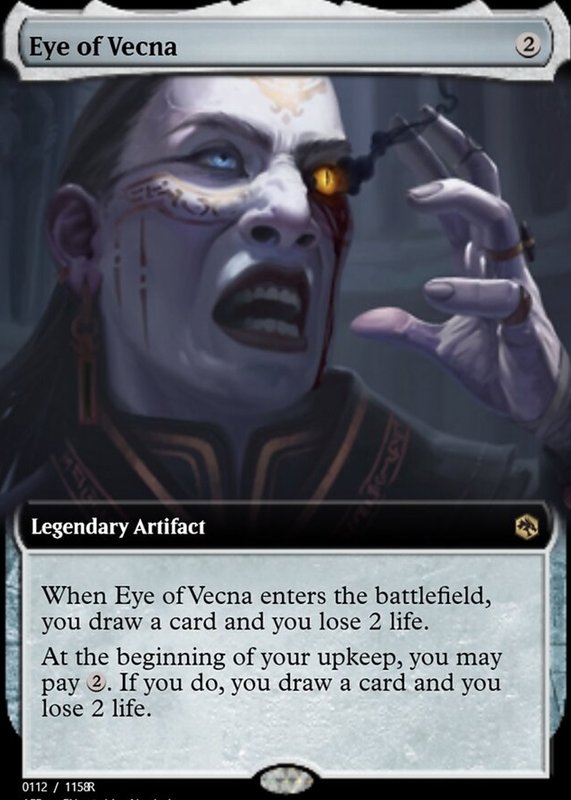 Eye of Vecna 2
Legendary Artifact
When Eye of Vecna enters the battlefield,
you draw a card and you lose 2 life.
At the beginning of your upkeep, you may
pay 2. If you do, you draw a card and you
lose 2 life.
0112 / 1158R